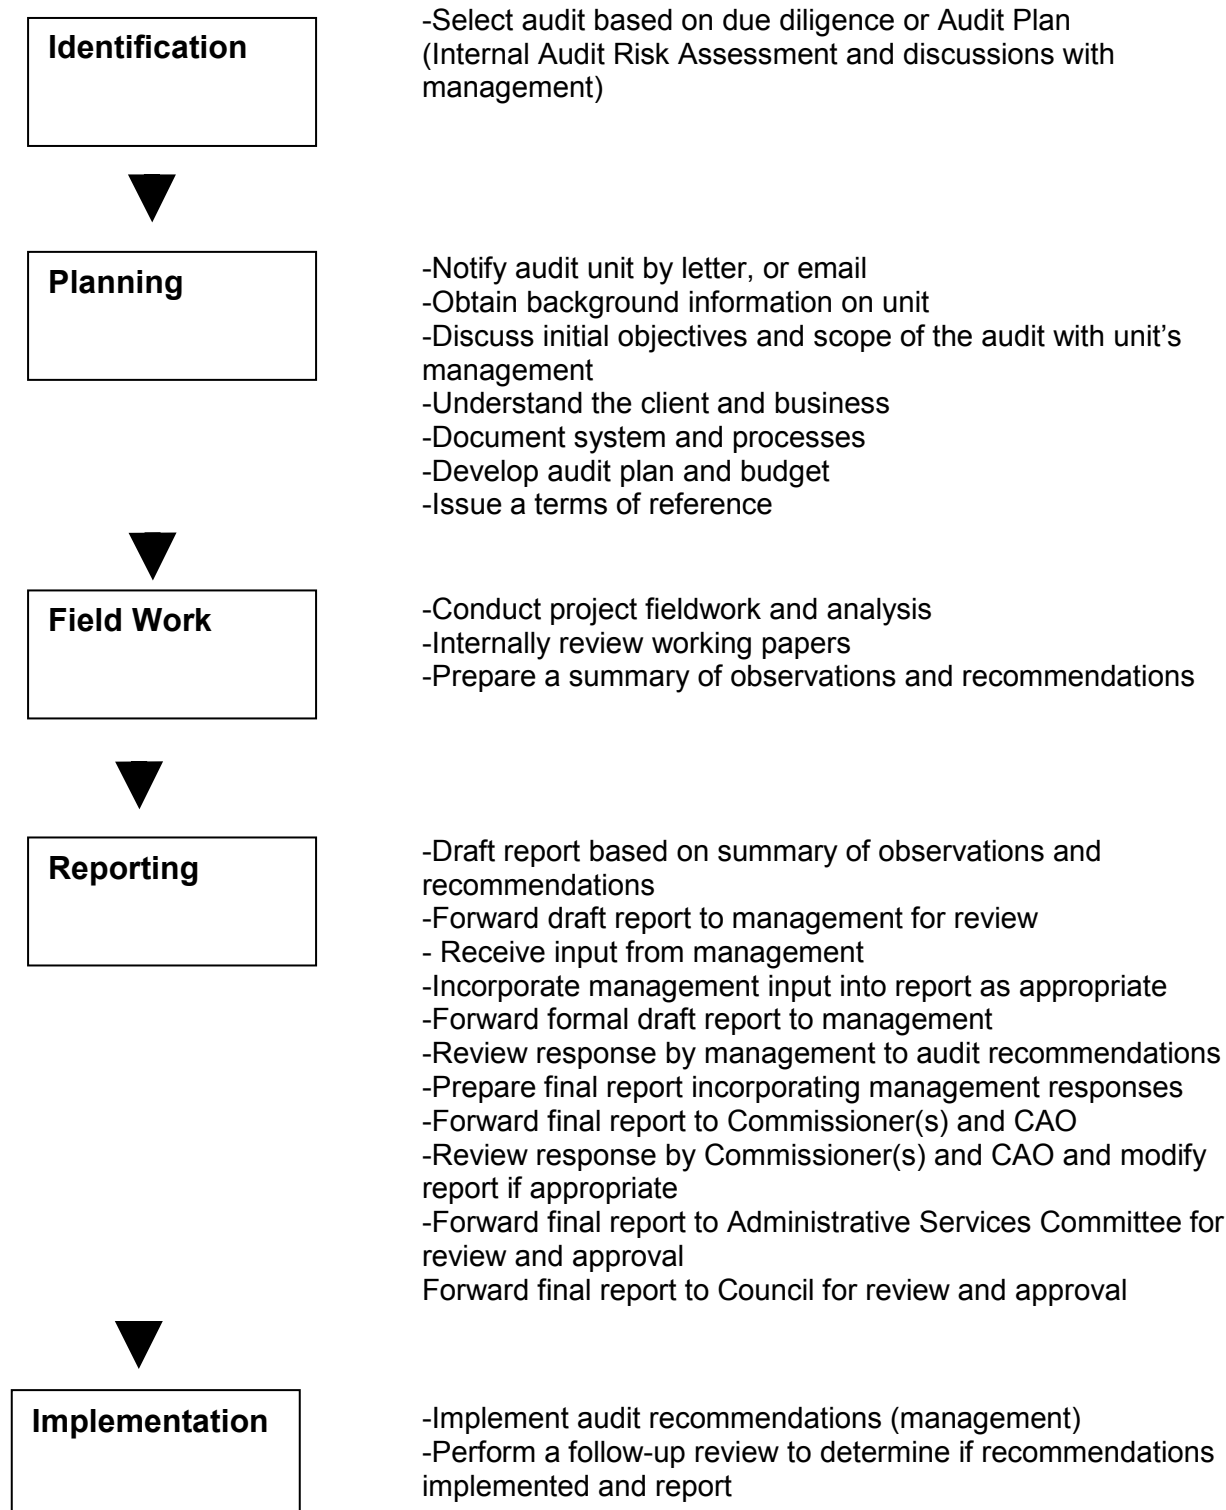 Identification
-Select audit based on due diligence or Audit Plan
(Internal Audit Risk Assessment and discussions with
management)
Planning
-Notify audit unit by letter, or email
-Obtain background information on unit
-Discuss initial objectives and scope of the audit with unit’s
management
-Understand the client and business
-Document system and processes
-Develop audit plan and budget
-Issue a terms of reference
Field Work
-Conduct project fieldwork and analysis
-Internally review working papers
-Prepare a summary of observations and recommendations
Reporting
-Draft report based on summary of observations and
recommendations
-Forward draft report to management for review
- Receive input from management
-Incorporate management input into report as appropriate
-Forward formal draft report to management
-Review response by management to audit recommendations
-Prepare final report incorporating management responses
-Forward final report to Commissioner(s) and CAO
-Review response by Commissioner(s) and CAO and modify
report if appropriate
-Forward final report to Administrative Services Committee for
review and approval
Forward final report to Council for review and approval
Implementation
-Implement audit recommendations (management)
-Perform a follow-up review to determine if recommendations
implemented and report